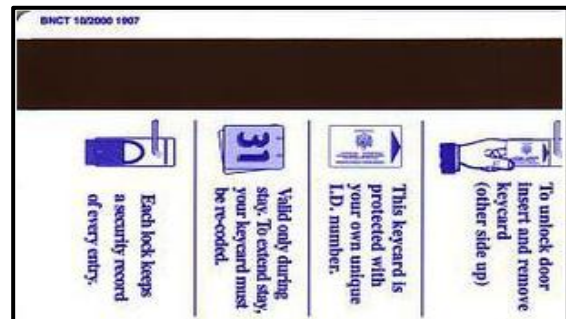 BNCT 10/2000 1907
To unlock door
insert and remove
keycard
(other side up)
This keycard is
protected with
your own unique
I.D. number.
31
Valid only during
stay. To extend stay,
your keycard must
be re-coded.
Each lock keeps
a security record
of every entry.